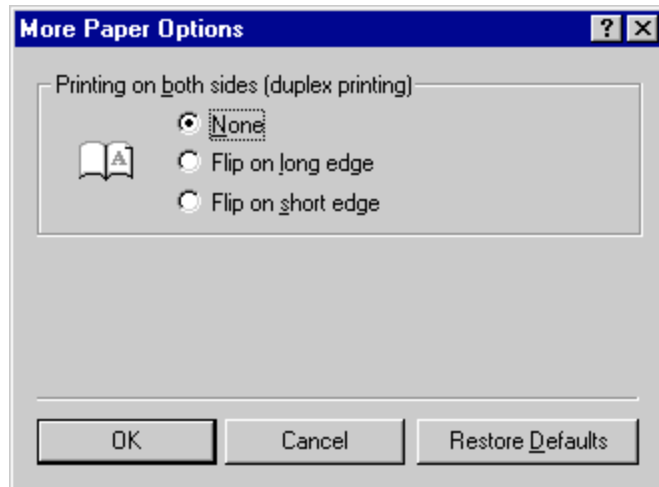 More Paper Options
Printing on both sides (duplex printing)
None
A
Flip on long edge
Flip on short edge
OK Cancel Restore Defaults